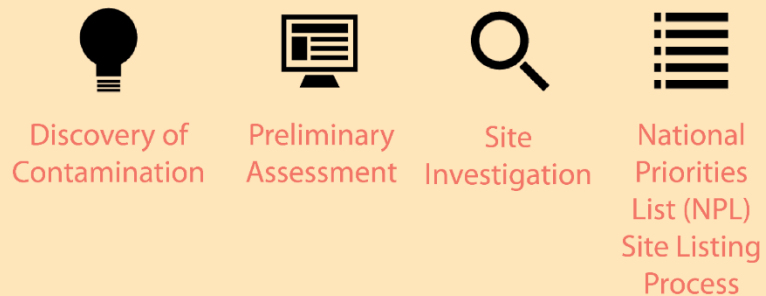 Discovery of
Contamination
Preliminary
Assessment
Site
Investigation
National
Priorities
List (NPL)
Site Listing
Process